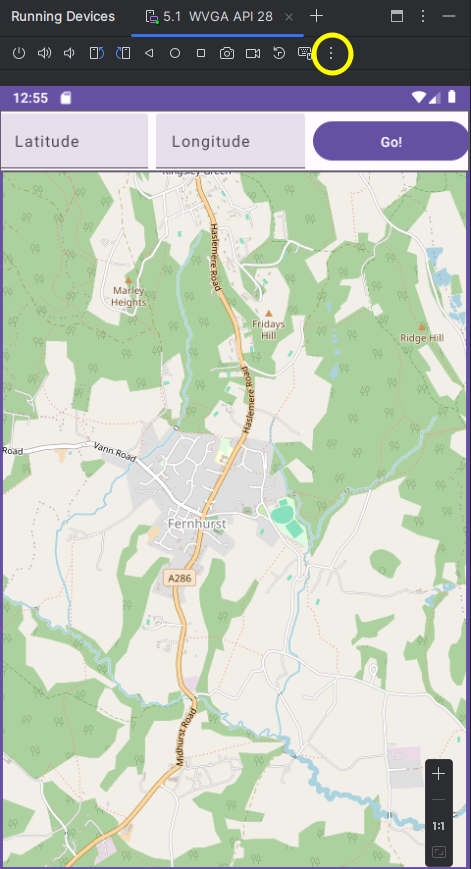 Running Devices
5.1 WVGA API 28
12:55
Latitude
Longitude
Go!
Kingsley Green
Haslemere Road
Marley
Heights
Fridays
Hill
Ridge Hill
Haslemere Road
Road
Vann Road
Fernhurst
A286
Midhurst Road
1:1